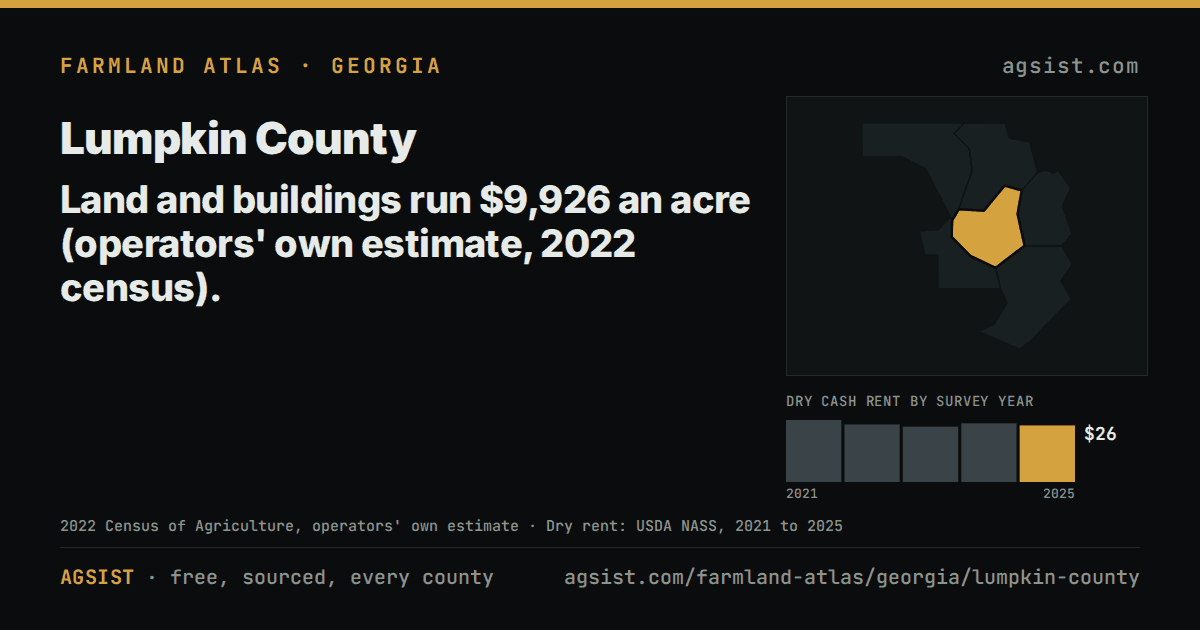 FARMLAND ATLAS · GEORGIA
agsist.com
Lumpkin County
Land and buildings run $9,926 an acre
(operators' own estimate, 2022
census).
DRY CASH RENT BY SURVEY YEAR
$26
2021
2025
2022 Census of Agriculture, operators' own estimate · Dry rent: USDA NASS, 2021 to 2025
AGSIST · free, sourced, every county
agsist.com/farmland-atlas/georgia/lumpkin-county